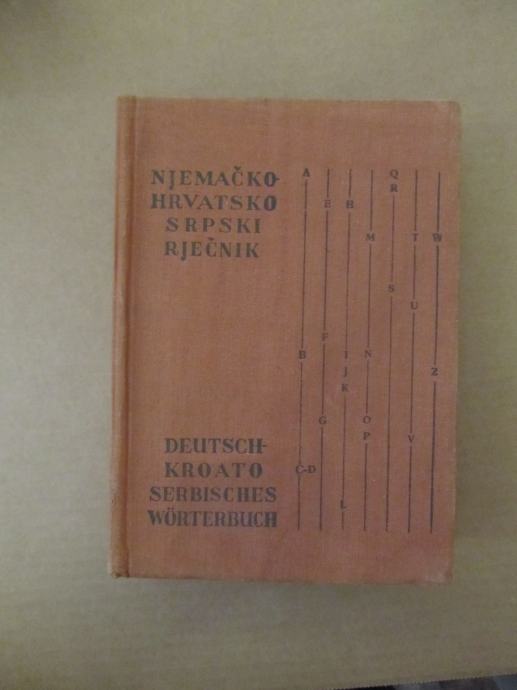 NJEMAČKO-
HRVATSKO
SRPSKI
RJEČNIK
A
B
C-D
E
F
G
H
I
J
K
L
M
N
O
P
Q
R
S
T
U
V
W
Z
DEUTSCH-
KROATO
SERBISCHES
WÖRTERBUCH